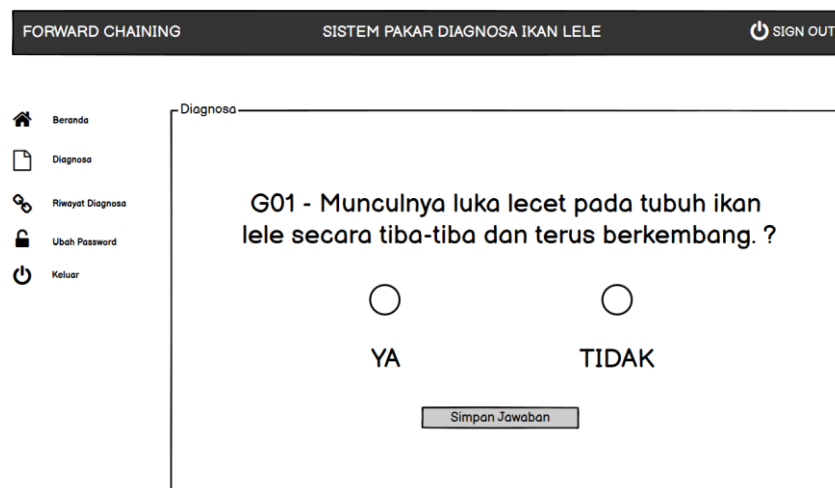 FORWARD CHAINING
SISTEM PAKAR DIAGNOSA IKAN LELE
SIGN OUT
Beranda
Diagnosa
Riwayat Diagnosa
Ubah Password
Keluar
Diagnosa
G01 - Munculnya luka lecet pada tubuh ikan
lele secara tiba-tiba dan terus berkembang. ?
YA
TIDAK
Simpan Jawaban